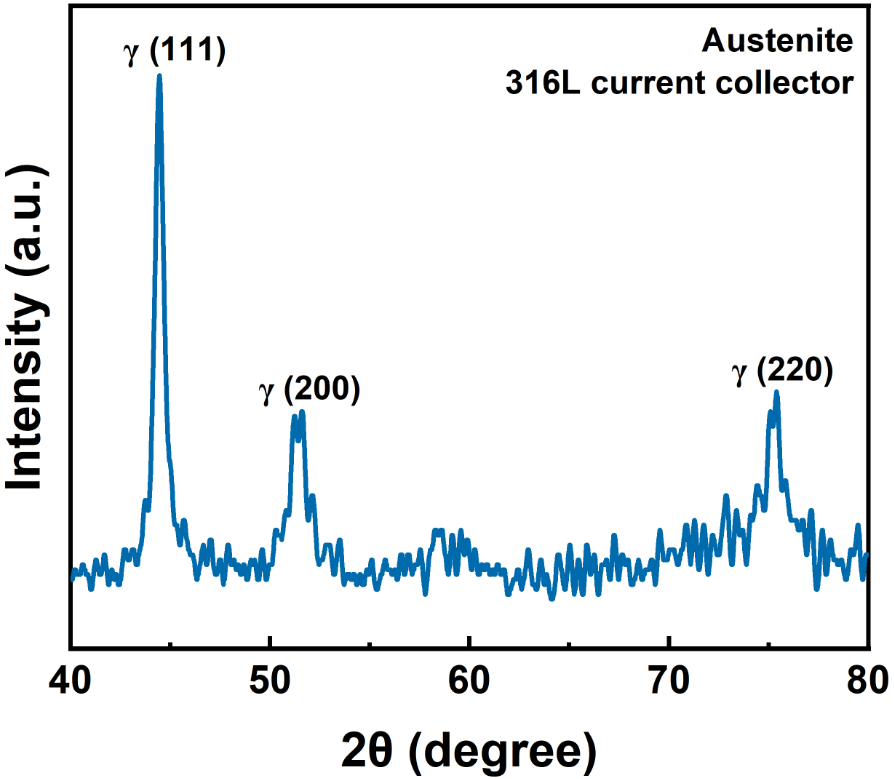 Austenite
316L current collector
γ (111)
γ (200)
γ (220)
Intensity (a.u.)
40 50 60 70 80
2θ (degree)